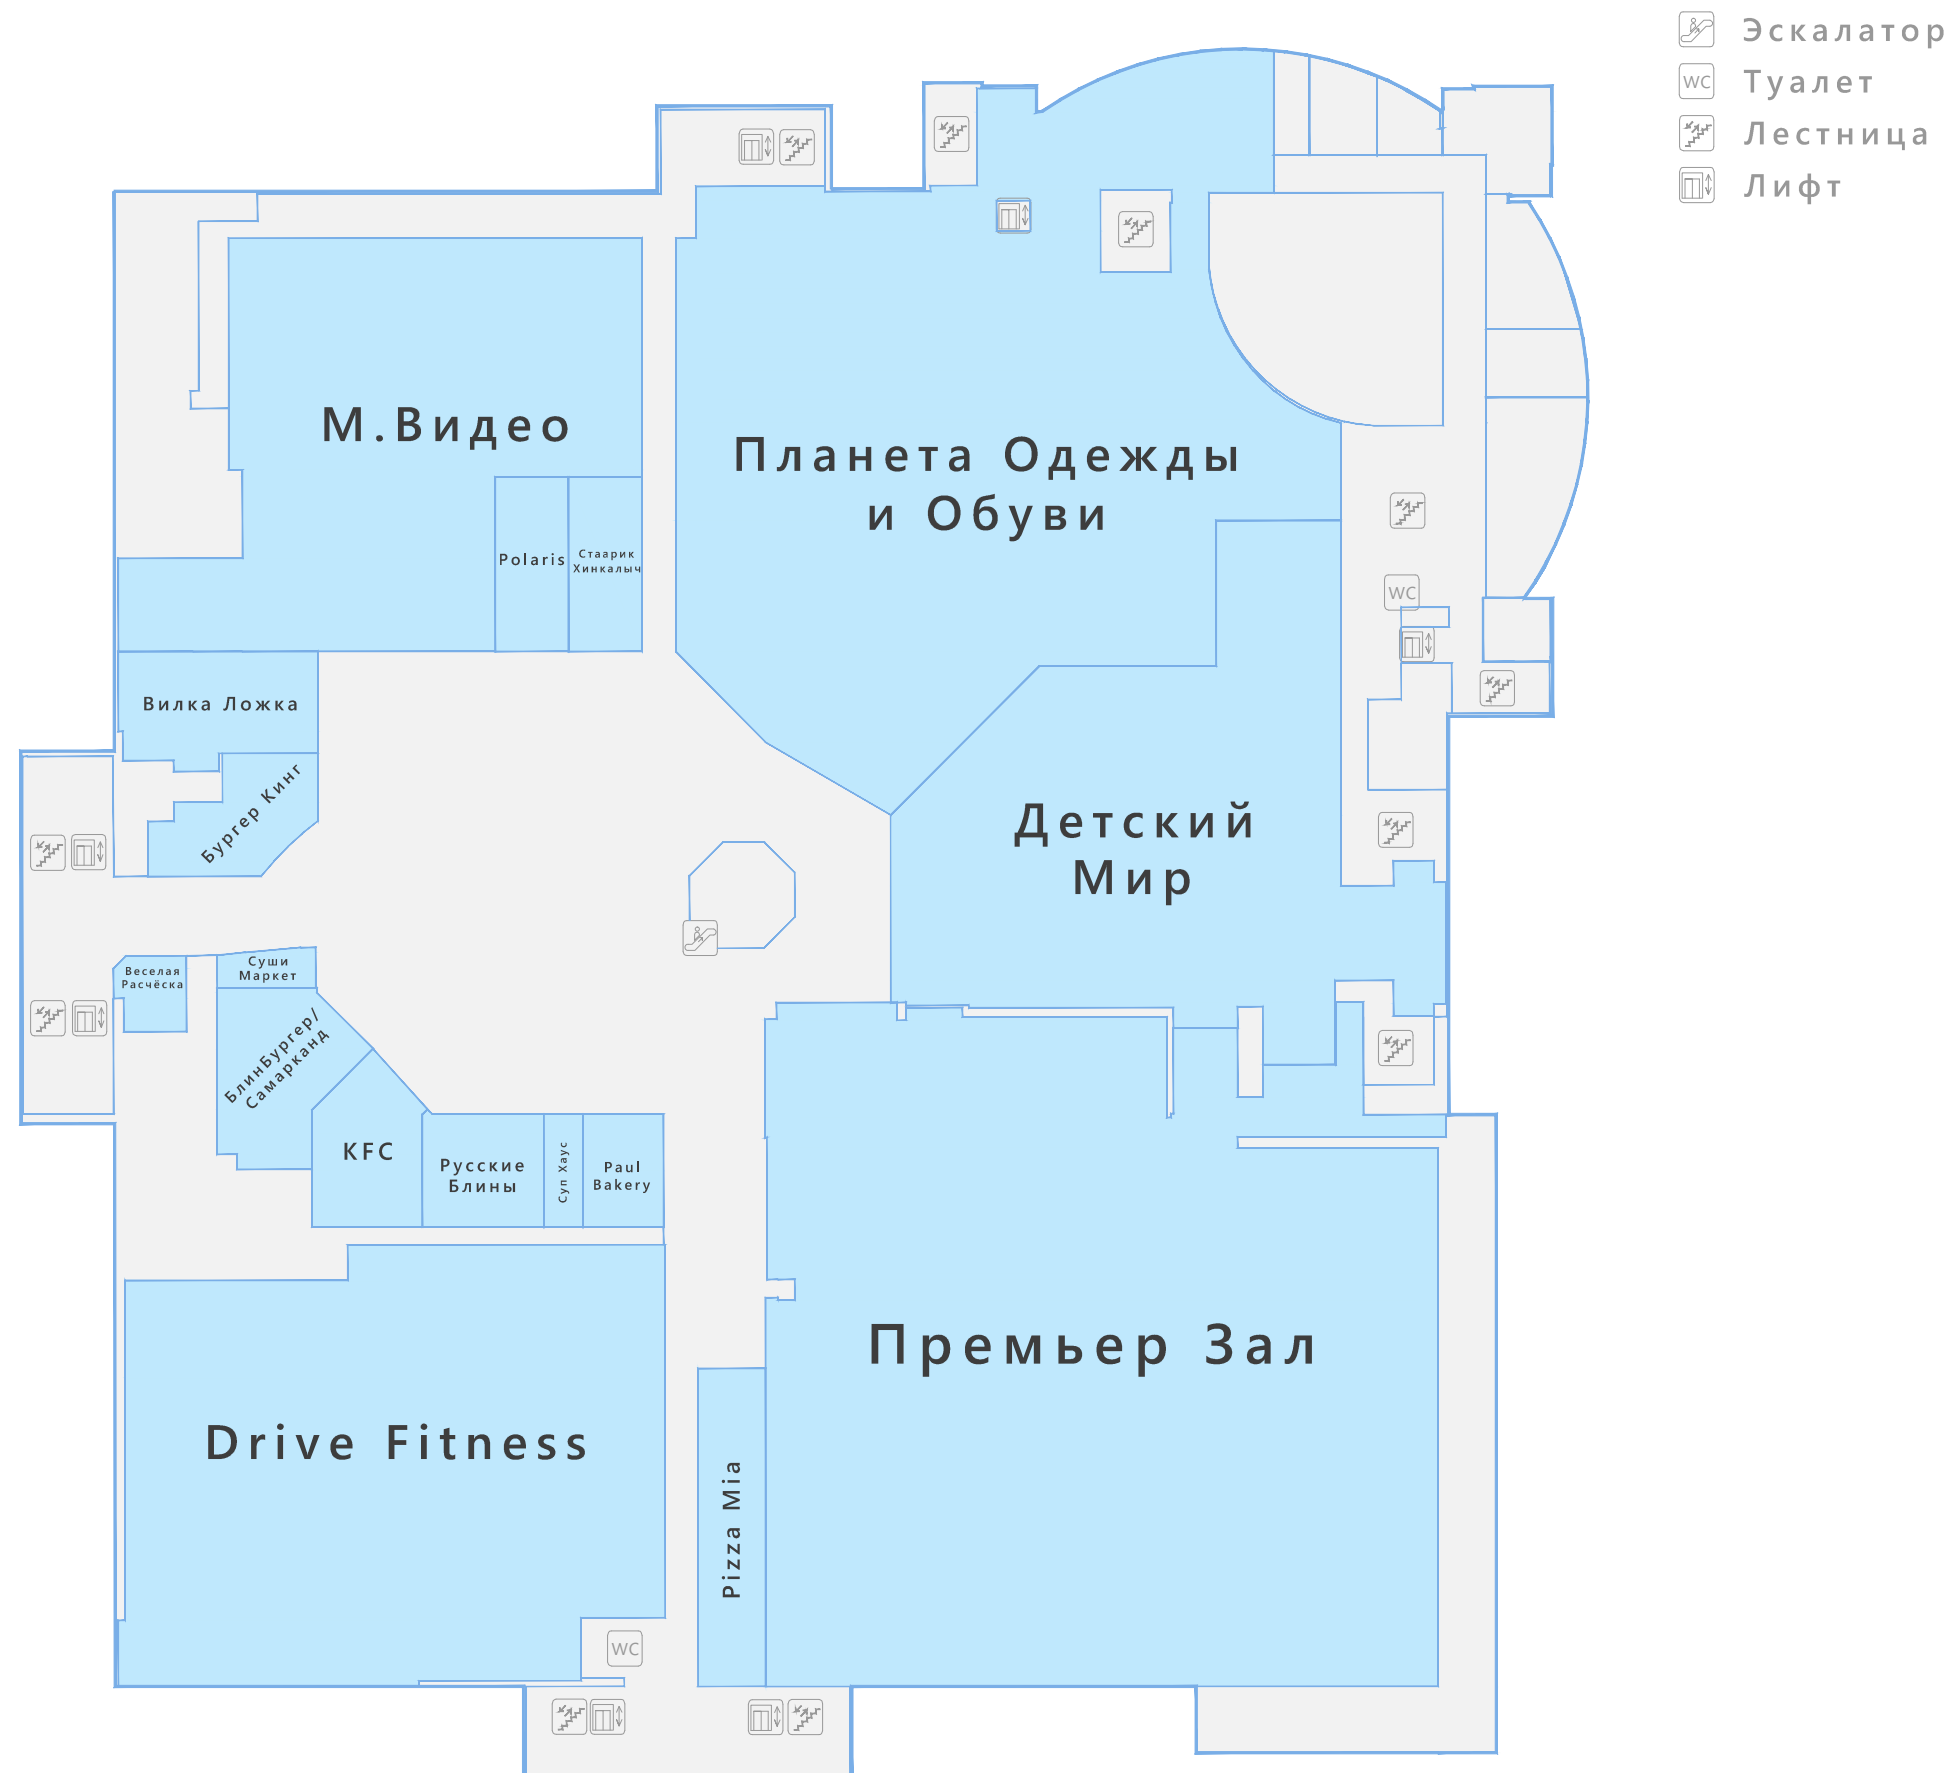 Эскалатор
WC Туалет
Лестница
Лифт
М.Видео
Планета Одежды
и Обуви
Polaris
Стаарик
Хинкалыч
WC
Вилка Ложка
Бургер Кинг
Детский
Мир
Веселая
Расчёска
Суши
Маркет
БлинБургер/
Самарканд
KFC
Русские
Блины
Суп Хаус
Paul
Bakery
Премьер Зал
Drive Fitness
Pizza Mia
WC